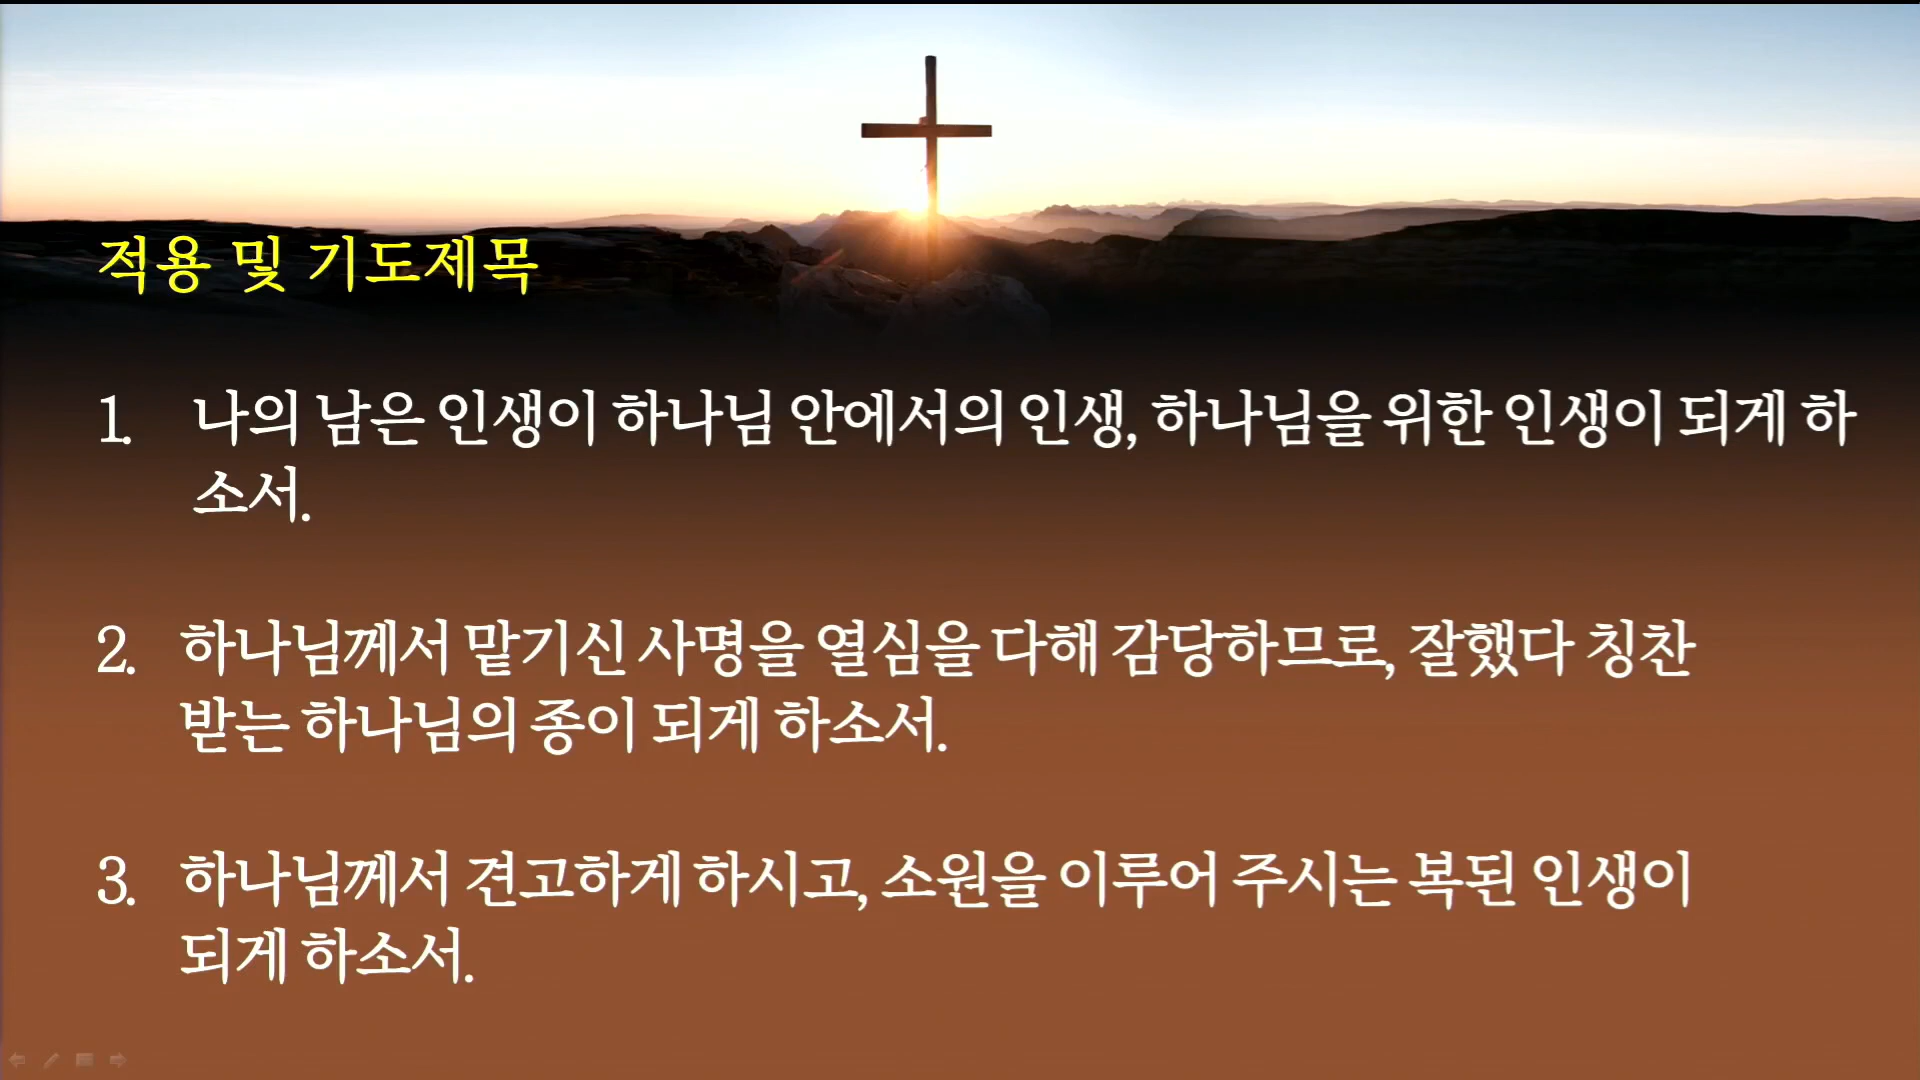 적용 및 기도제목
1. 나의 남은 인생이 하나님 안에서의 인생, 하나님을 위한 인생이 되게 하
소서.
2. 하나님께서 맡기신 사명을 열심을 다해 감당하므로, 잘했다 칭찬
받는 하나님의 종이 되게 하소서.
3. 하나님께서 견고하게 하시고, 소원을 이루어 주시는 복된 인생이
되게 하소서.